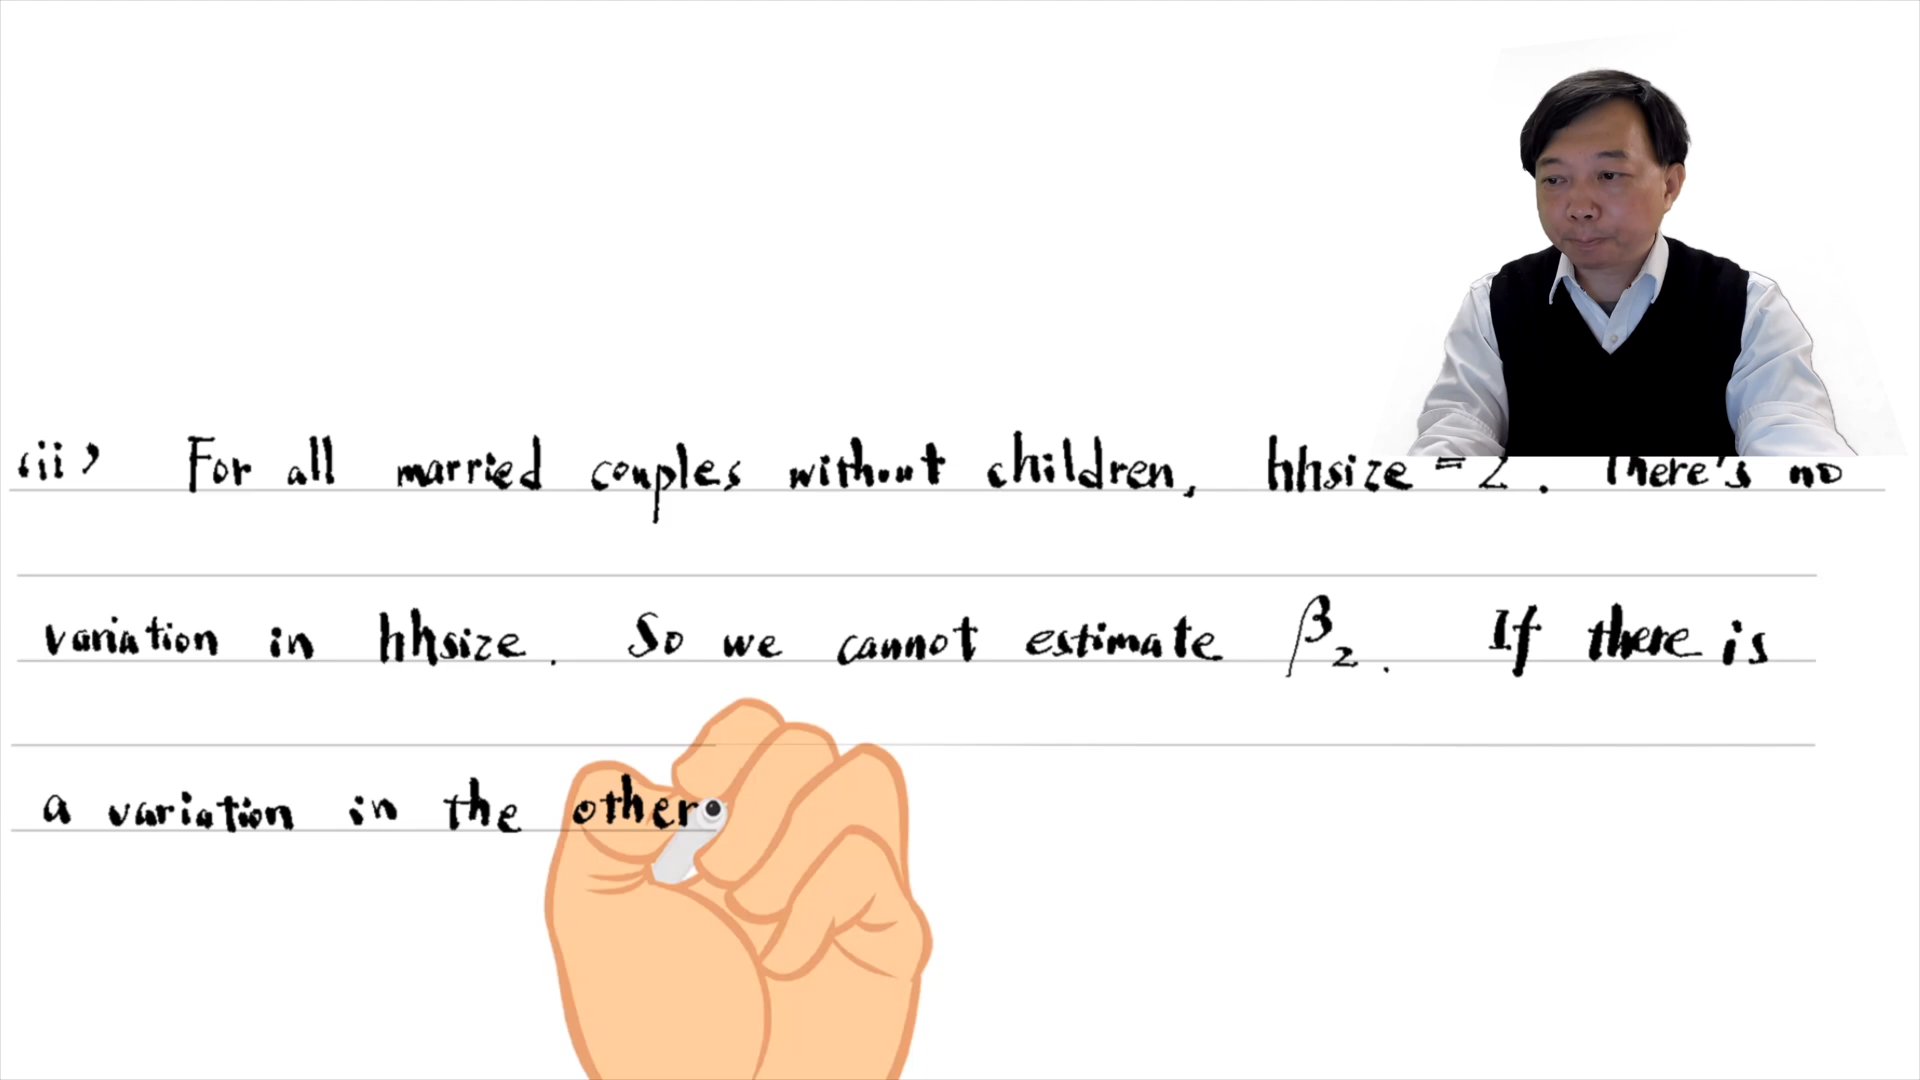 (ii) For all married couples without children, hhsize = 2. There's no
variation in hhsize. So we cannot estimate β₂. If there is
a variation in the other